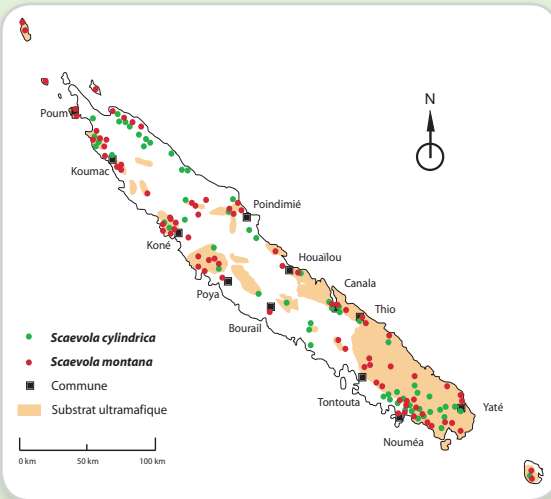 N
Poum
Koumac
Poindimié
Koné
Houaïlou
Canala
Poya
Thio
Bourail
Scaevola cylindrica
Scaevola montana
Commune
Substrat ultramafique
Tontouta
Yaté
Nouméa
0 km 50 km 100 km